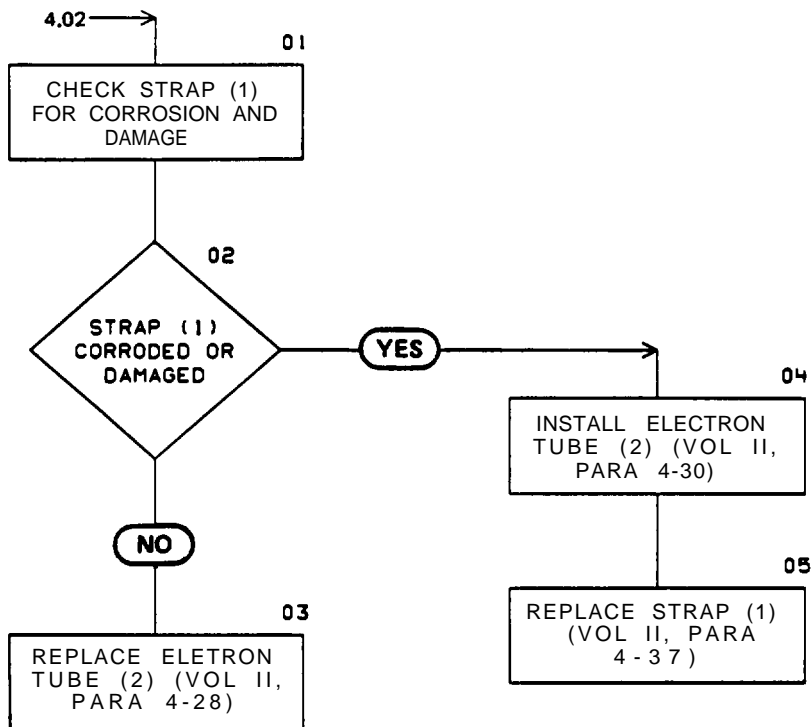 4.02
01
CHECK STRAP (1)
FOR CORROSION AND
DAMAGE
02
STRAP (1)
CORRODED OR
DAMAGED
YES
04
INSTALL ELECTRON
TUBE (2) (VOL II,
PARA 4-30)
NO
05
REPLACE STRAP (1)
(VOL II, PARA
4-37)
03
REPLACE ELETRON
TUBE (2) (VOL II,
PARA 4-28)